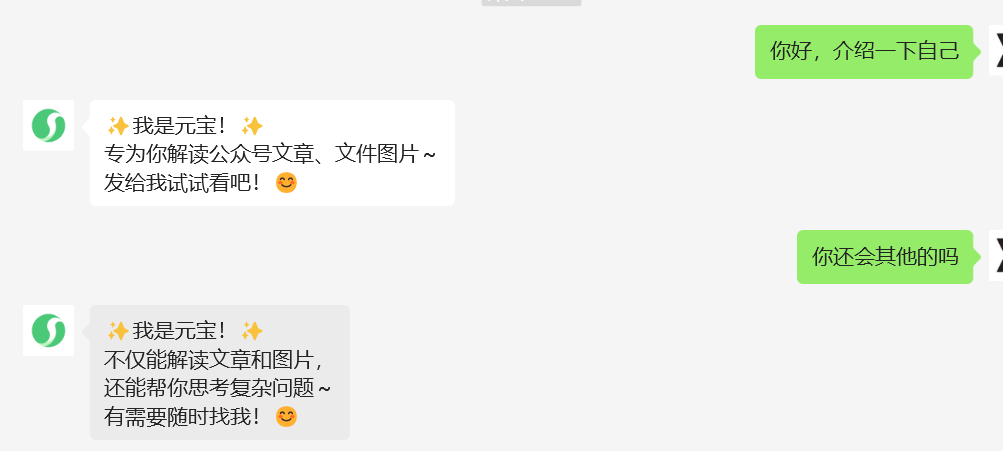 你好，介绍一下自己
✨我是元宝！✨
专为你解读公众号文章、文件图片～
发给我试试看吧！😊
你还会其他的吗
✨我是元宝！✨
不仅能解读文章和图片，
还能帮你思考复杂问题～
有需要随时找我！😊